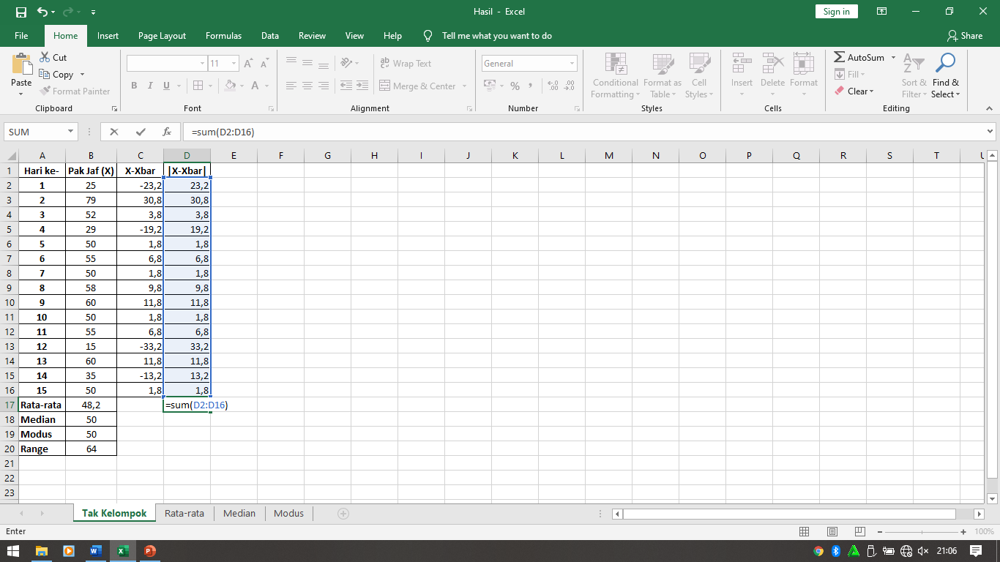 Hasil - Excel
Sign in
File Home Insert Page Layout Formulas Data Review View Help Tell me what you want to do Share
Paste
Cut
Copy
Format Painter
Clipboard
11
A A
B I U A
Font
ab Wrap Text
Merge & Center
Alignment
General
% ,
Number
Conditional Formatting
Format as Table
Cell Styles
Styles
Insert Delete Format
Cells
AutoSum
Fill
Clear
Sort & Filter
Find & Select
Editing
SUM fx =sum(D2:D16)
A B C D E F G H I J K L M N O P Q R S T U
1 Hari ke- Pak Jaf (X) X-Xbar |X-Xbar|
2 1 25 -23,2 23,2
3 2 79 30,8 30,8
4 3 52 3,8 3,8
5 4 29 -19,2 19,2
6 5 50 1,8 1,8
7 6 55 6,8 6,8
8 7 50 1,8 1,8
9 8 58 9,8 9,8
10 9 60 11,8 11,8
11 10 50 1,8 1,8
12 11 55 6,8 6,8
13 12 15 -33,2 33,2
14 13 60 11,8 11,8
15 14 35 -13,2 13,2
16 15 50 1,8 1,8
17 Rata-rata 48,2 =sum(D2:D16)
18 Median 50
19 Modus 50
20 Range 64
21
22
23
Tak Kelompok Rata-rata Median Modus
Enter 100%
21:06